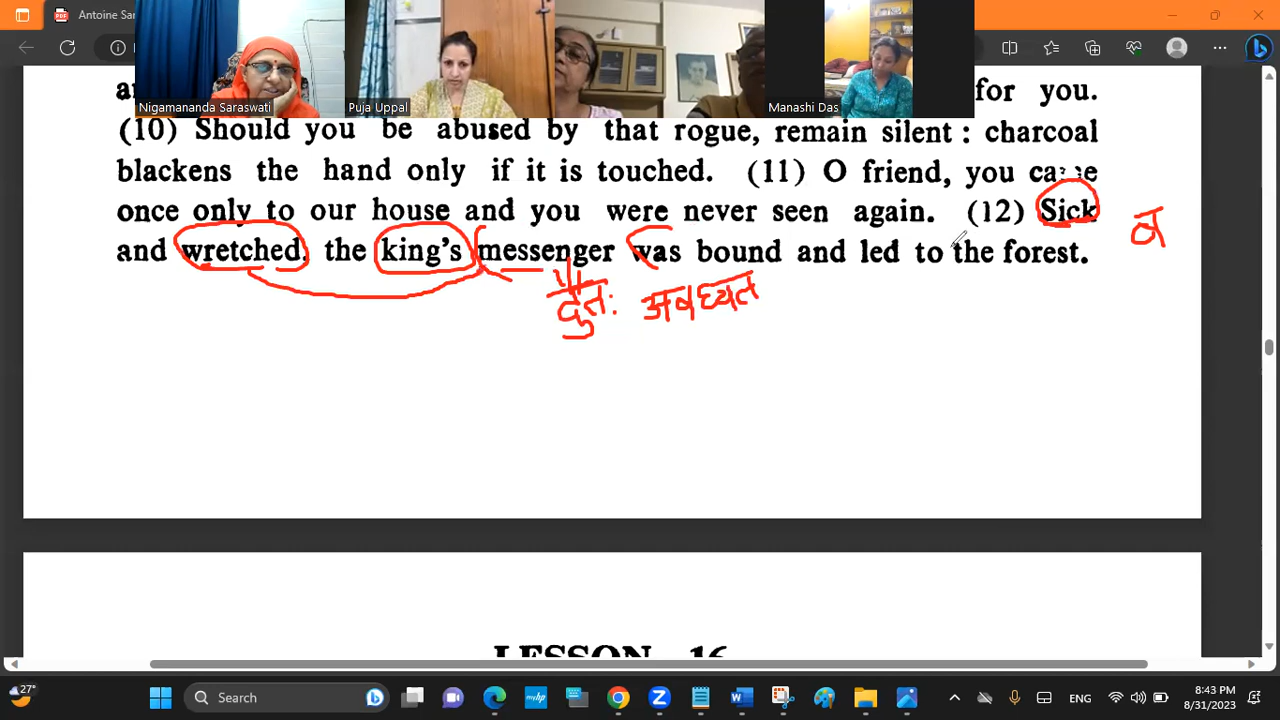 Antoine Sar
Nigamananda Saraswati
Puja Uppal
Manashi Das
for you.
(10) Should you be abused by that rogue, remain silent : charcoal
blackens the hand only if it is touched. (11) O friend, you came
once only to our house and you were never seen again. (12) Sick
and wretched, the king's messenger was bound and led to the forest.
दुतः अवध्यत
LESSON 16
27°
Search
ENG
8:43 PM
8/31/2023